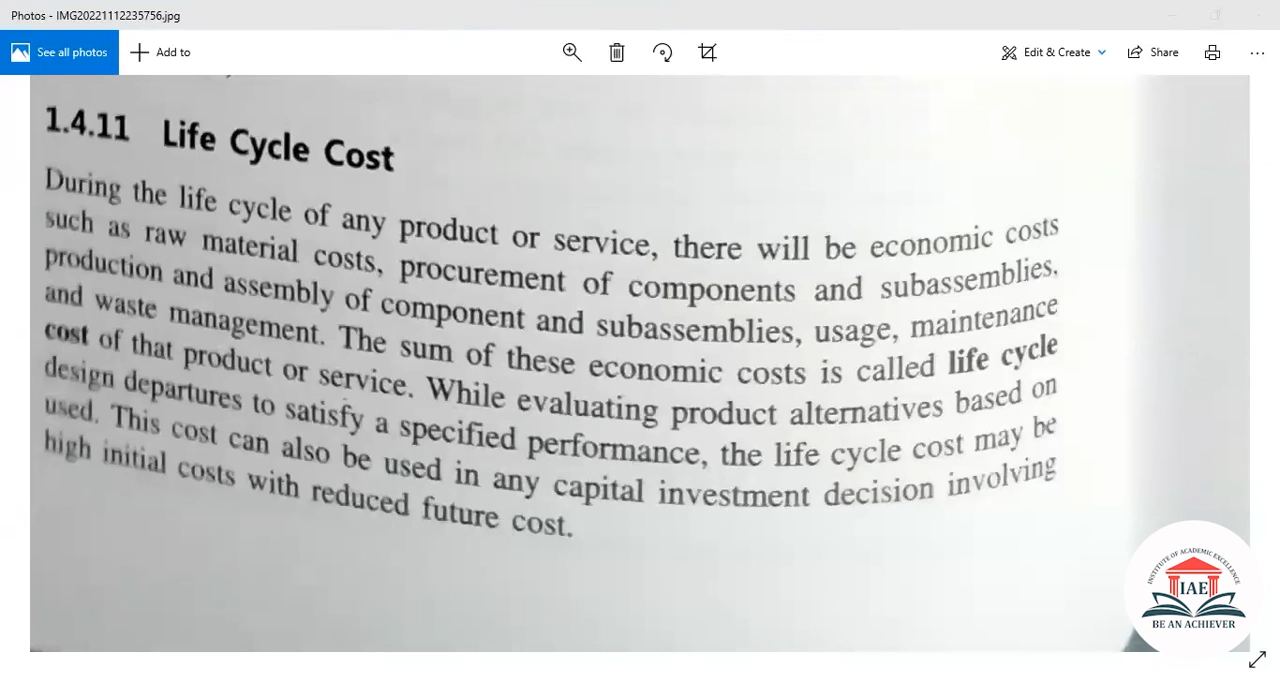 Photos - IMG20221112235756.jpg
See all photos
Add to
Edit & Create
Share
1.4.11 Life Cycle Cost
During the life cycle of any product or service, there will be economic costs
such as raw material costs, procurement of components and subassemblies,
production and assembly of component and subassemblies, usage, maintenance
and waste management. The sum of these economic costs is called life cycle
cost of that product or service. While evaluating product alternatives based on
design departures to satisfy a specified performance, the life cycle cost may be
used. This cost can also be used in any capital investment decision involving
high initial costs with reduced future cost.
INSTITUTE OF ACADEMIC EXCELLENCE
IAE
BE AN ACHIEVER